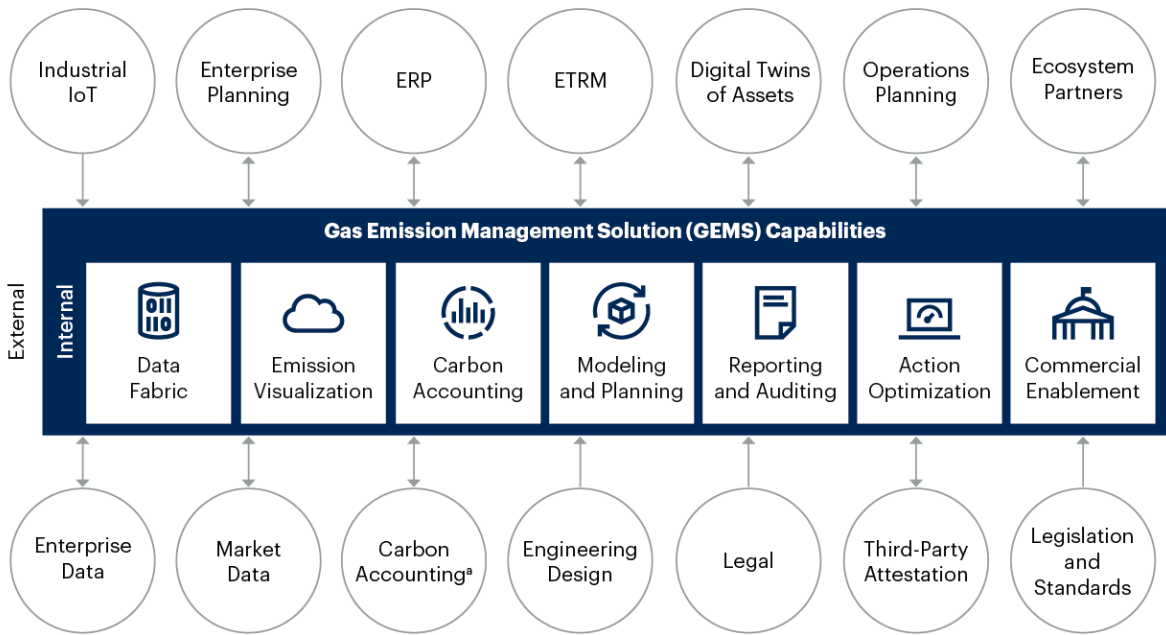 Industrial
IoT
Enterprise
Planning
ERP
ETRM
Digital Twins
of Assets
Operations
Planning
Ecosystem
Partners
External
Internal
Gas Emission Management Solution (GEMS) Capabilities
OII
IIO
Data
Fabric
Emission
Visualization
Carbon
Accounting
Modeling
and Planning
Reporting
and Auditing
Action
Optimization
Commercial
Enablement
Enterprise
Data
Market
Data
Carbon
Accountingᵃ
Engineering
Design
Legal
Third-Party
Attestation
Legislation
and
Standards